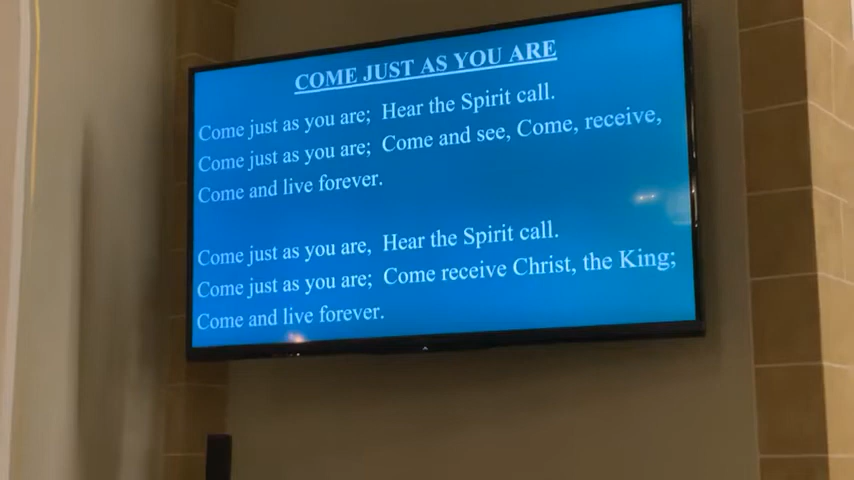 COME JUST AS YOU ARE
Come just as you are; Hear the Spirit call.
Come just as you are; Come and see, Come, receive,
Come and live forever.
Come just as you are, Hear the Spirit call.
Come just as you are; Come receive Christ, the King;
Come and live forever.